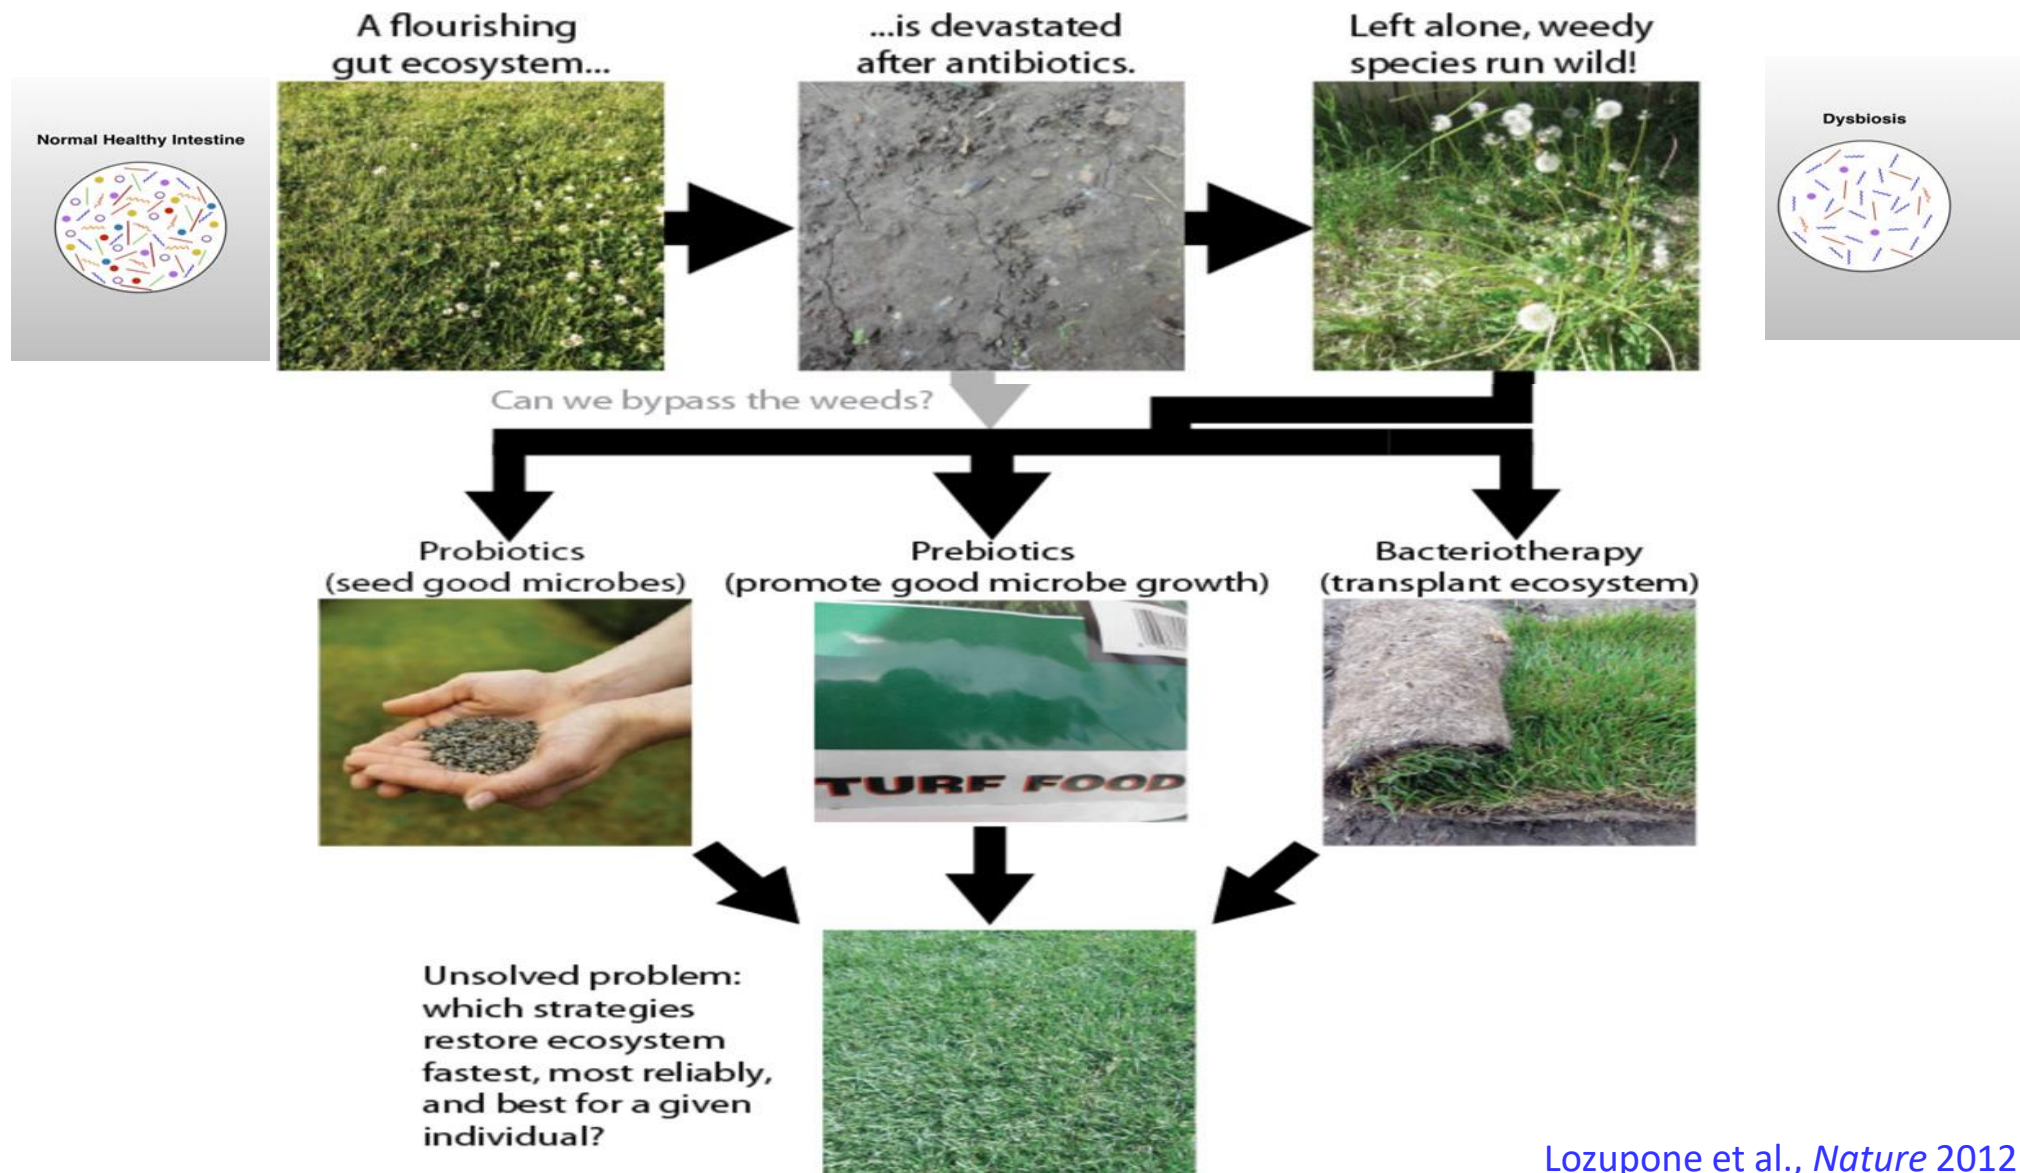 A flourishing
gut ecosystem...
...is devastated
after antibiotics.
Left alone, weedy
species run wild!
Normal Healthy Intestine
Dysbiosis
Can we bypass the weeds?
Probiotics
(seed good microbes)
Prebiotics
(promote good microbe growth)
Bacteriotherapy
(transplant ecosystem)
TURF FOOD
Unsolved problem:
which strategies
restore ecosystem
fastest, most reliably,
and best for a given
individual?
Lozupone et al., Nature 2012